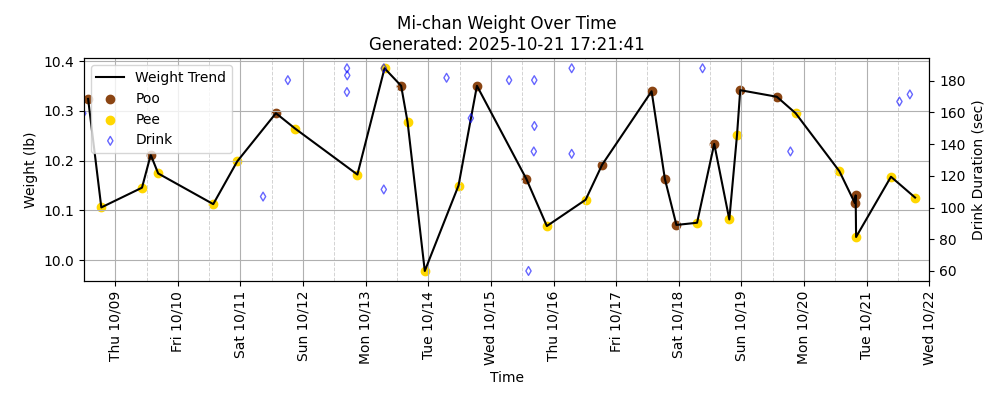 Mi-chan Weight Over Time
Generated: 2025-10-21 17:21:41
Weight (lb)
10.4
10.3
10.2
10.1
10.0
Weight Trend
Poo
Pee
Drink
180
160
140
120
100
80
60
Drink Duration (sec)
Thu 10/09
Fri 10/10
Sat 10/11
Sun 10/12
Mon 10/13
Tue 10/14
Wed 10/15
Thu 10/16
Fri 10/17
Sat 10/18
Sun 10/19
Mon 10/20
Tue 10/21
Wed 10/22
Time